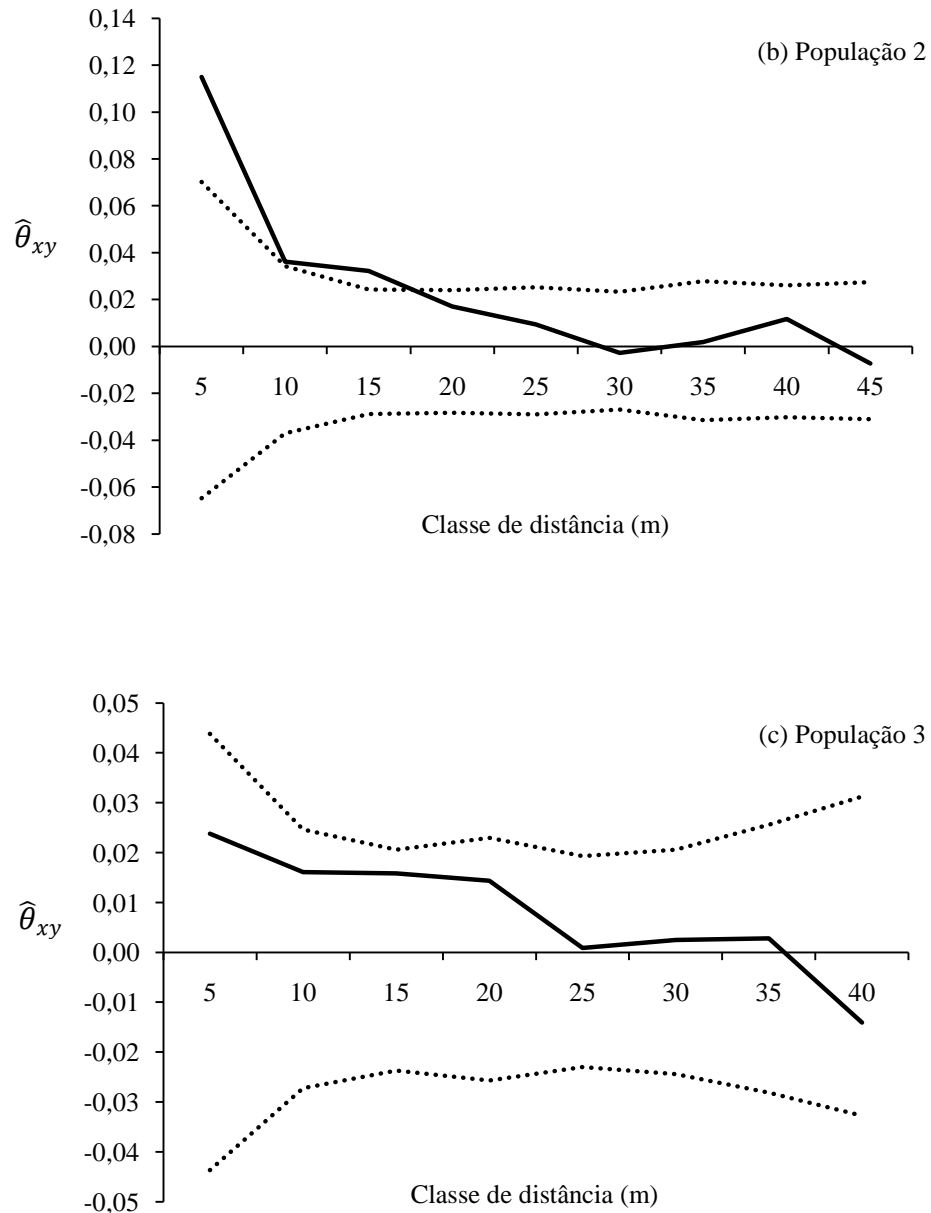 0,14
(b) População 2
0,12
0,10
0,08
0,06
θ̂xy
0,04
0,02
0,00
5 10 15 20 25 30 35 40 45
-0,02
-0,04
-0,06
-0,08
Classe de distância (m)
0,05
(c) População 3
0,04
0,03
0,02
0,01
θ̂xy
0,00
5 10 15 20 25 30 35 40
-0,01
-0,02
-0,03
-0,04
-0,05
Classe de distância (m)